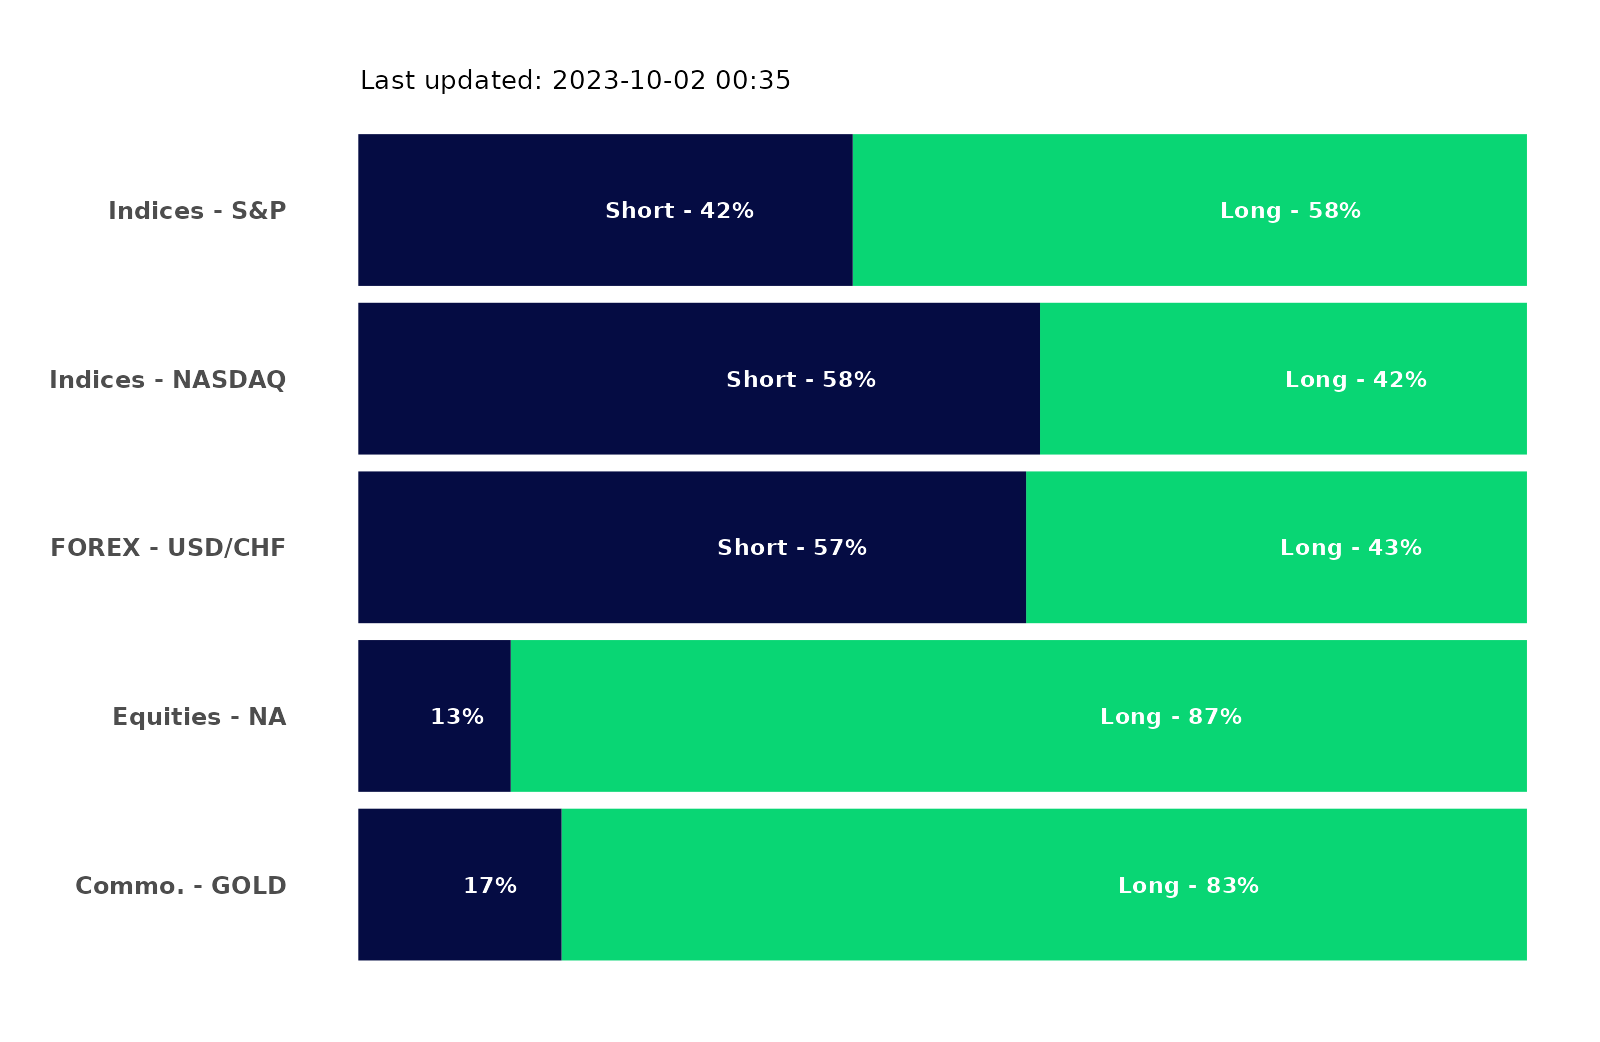 Last updated: 2023-10-02 00:35
Indices - S&P
Short - 42%
Long - 58%
Indices - NASDAQ
Short - 58%
Long - 42%
FOREX - USD/CHF
Short - 57%
Long - 43%
Equities - NA
13%
Long - 87%
Commo. - GOLD
17%
Long - 83%